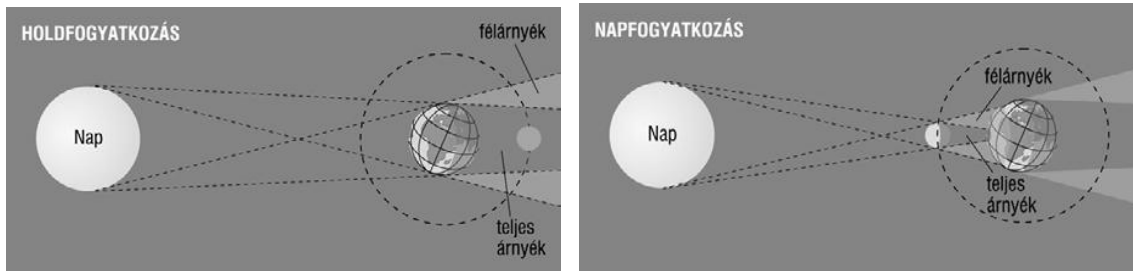 HOLDFOGYATKOZÁS
félárnyék
Nap
teljes
árnyék
NAPFOGYATKOZÁS
félárnyék
Nap
teljes
árnyék